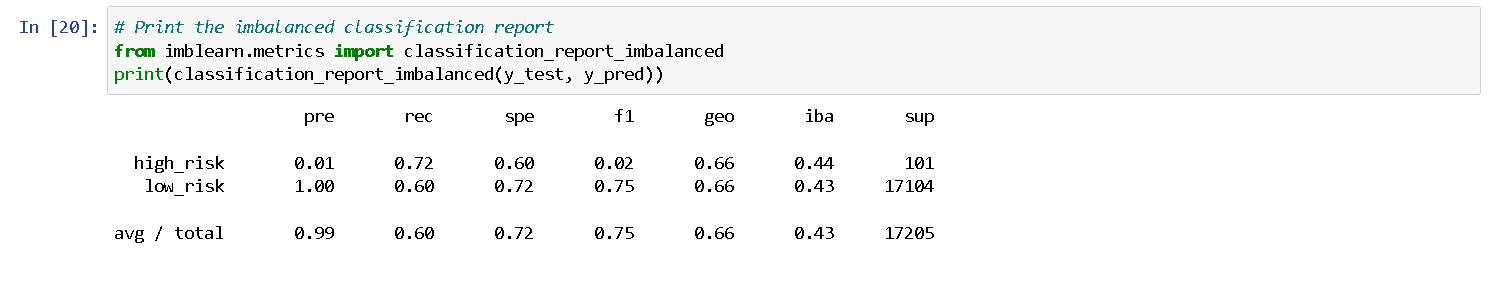 In [20]: # Print the imbalanced classification report
from imblearn.metrics import classification_report_imbalanced
print(classification_report_imbalanced(y_test, y_pred))
pre rec spe f1 geo iba sup
high_risk 0.01 0.72 0.60 0.02 0.66 0.44 101
low_risk 1.00 0.60 0.72 0.75 0.66 0.43 17104
avg / total 0.99 0.60 0.72 0.75 0.66 0.43 17205